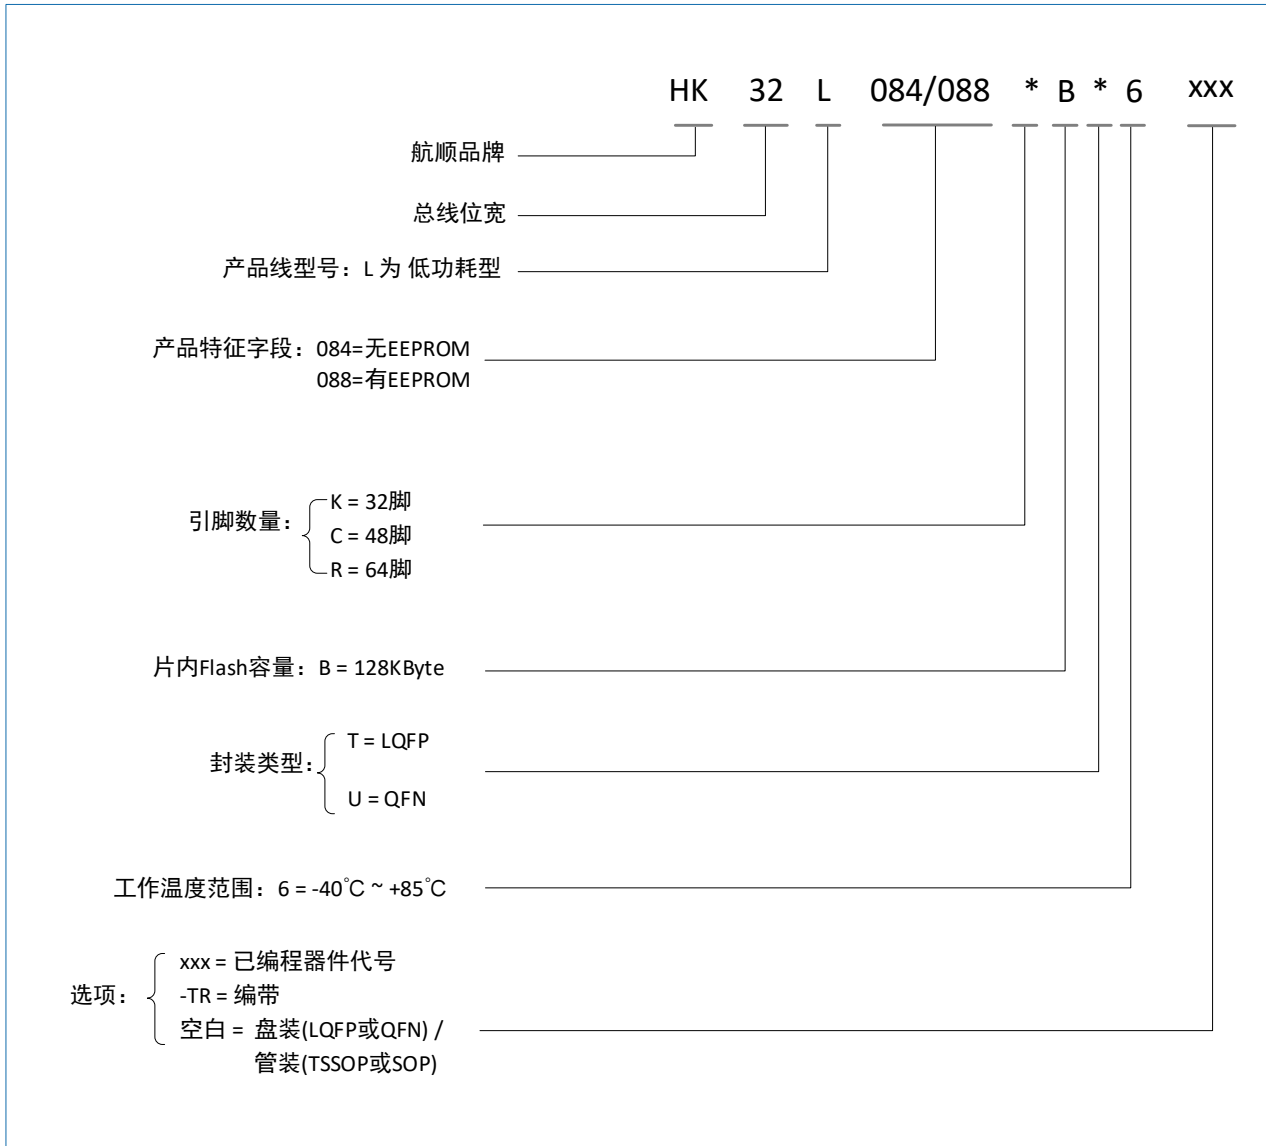 HK 32 L 084/088 * B * 6 xxx
航顺品牌
总线位宽
产品线型号：L 为 低功耗型
产品特征字段：084=无EEPROM
088=有EEPROM
引脚数量：
K = 32脚
C = 48脚
R = 64脚
片内Flash容量：B = 128KByte
封装类型：
T = LQFP
U = QFN
工作温度范围：6 = -40℃ ~ +85℃
选项：
xxx = 已编程器件代号
-TR = 编带
空白 = 盘装(LQFP或QFN) /
管装(TSSOP或SOP)